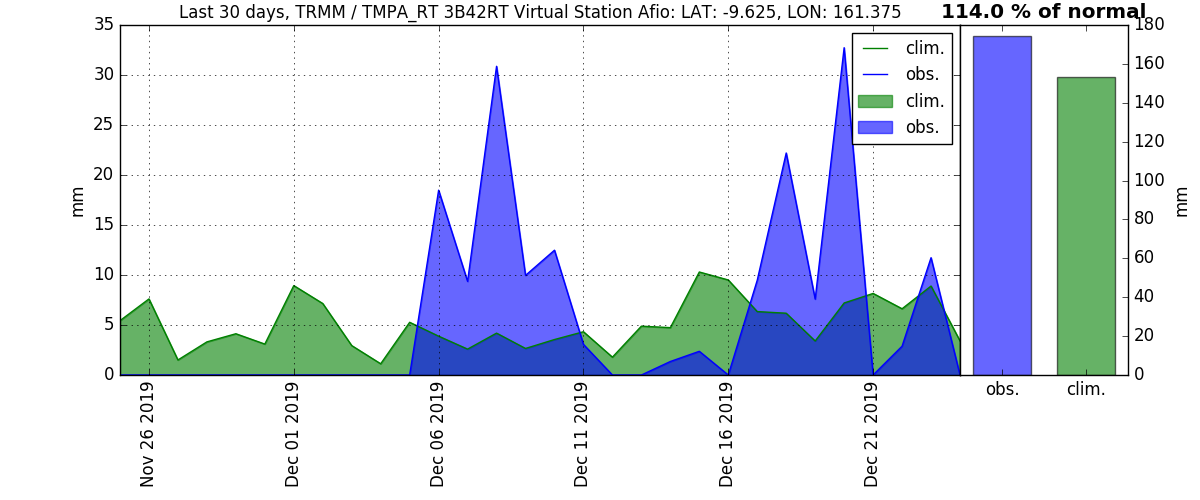 Last 30 days, TRMM / TMPA_RT 3B42RT Virtual Station Afio: LAT: -9.625, LON: 161.375
114.0 % of normal
35
30
25
20
15
10
5
0
mm
clim.
obs.
clim.
obs.
180
160
140
120
100
80
60
40
20
0
mm
Nov 26 2019
Dec 01 2019
Dec 06 2019
Dec 11 2019
Dec 16 2019
Dec 21 2019
obs.
clim.